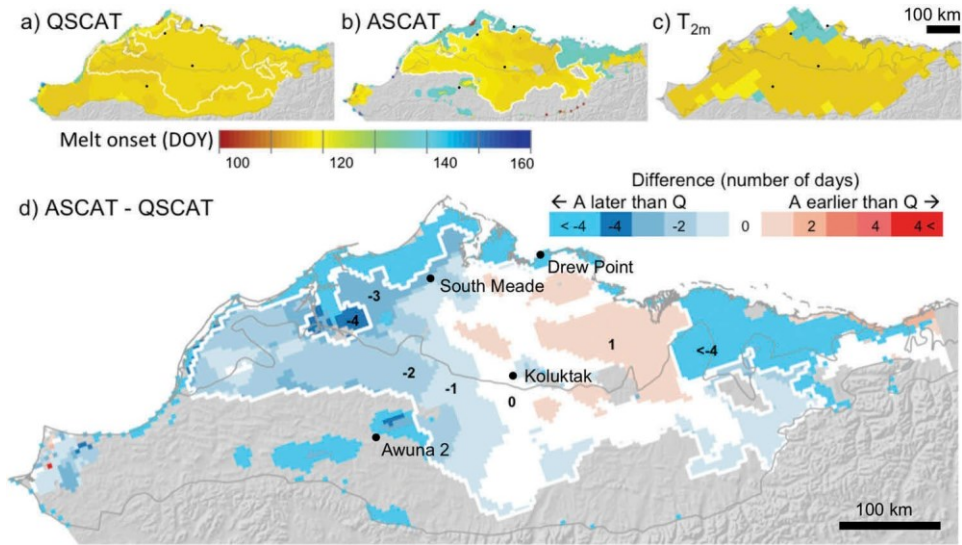 a) QSCAT
b) ASCAT
c) T2m
100 km
Melt onset (DOY)
100 120 140 160
d) ASCAT - QSCAT
Difference (number of days)
← A later than Q A earlier than Q →
< -4 -4 -2 0 2 4 4 <
Drew Point
South Meade
-3
-4
1
<-4
-2
Koluktak
-1
0
Awuna 2
100 km